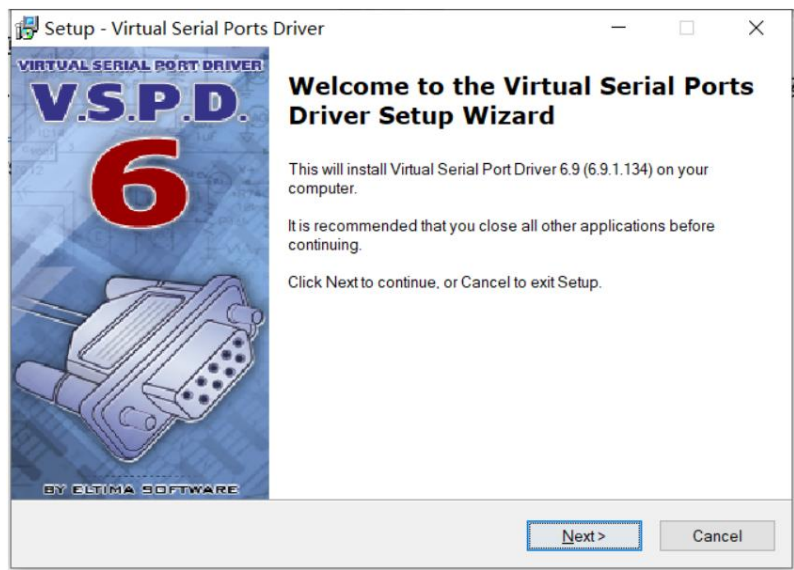 Setup - Virtual Serial Ports Driver
VIRTUAL SERIAL PORT DRIVER
V.S.P.D.
6
BY ELTIMA SOFTWARE
Welcome to the Virtual Serial Ports
Driver Setup Wizard
This will install Virtual Serial Port Driver 6.9 (6.9.1.134) on your
computer.
It is recommended that you close all other applications before
continuing.
Click Next to continue, or Cancel to exit Setup.
Next >
Cancel